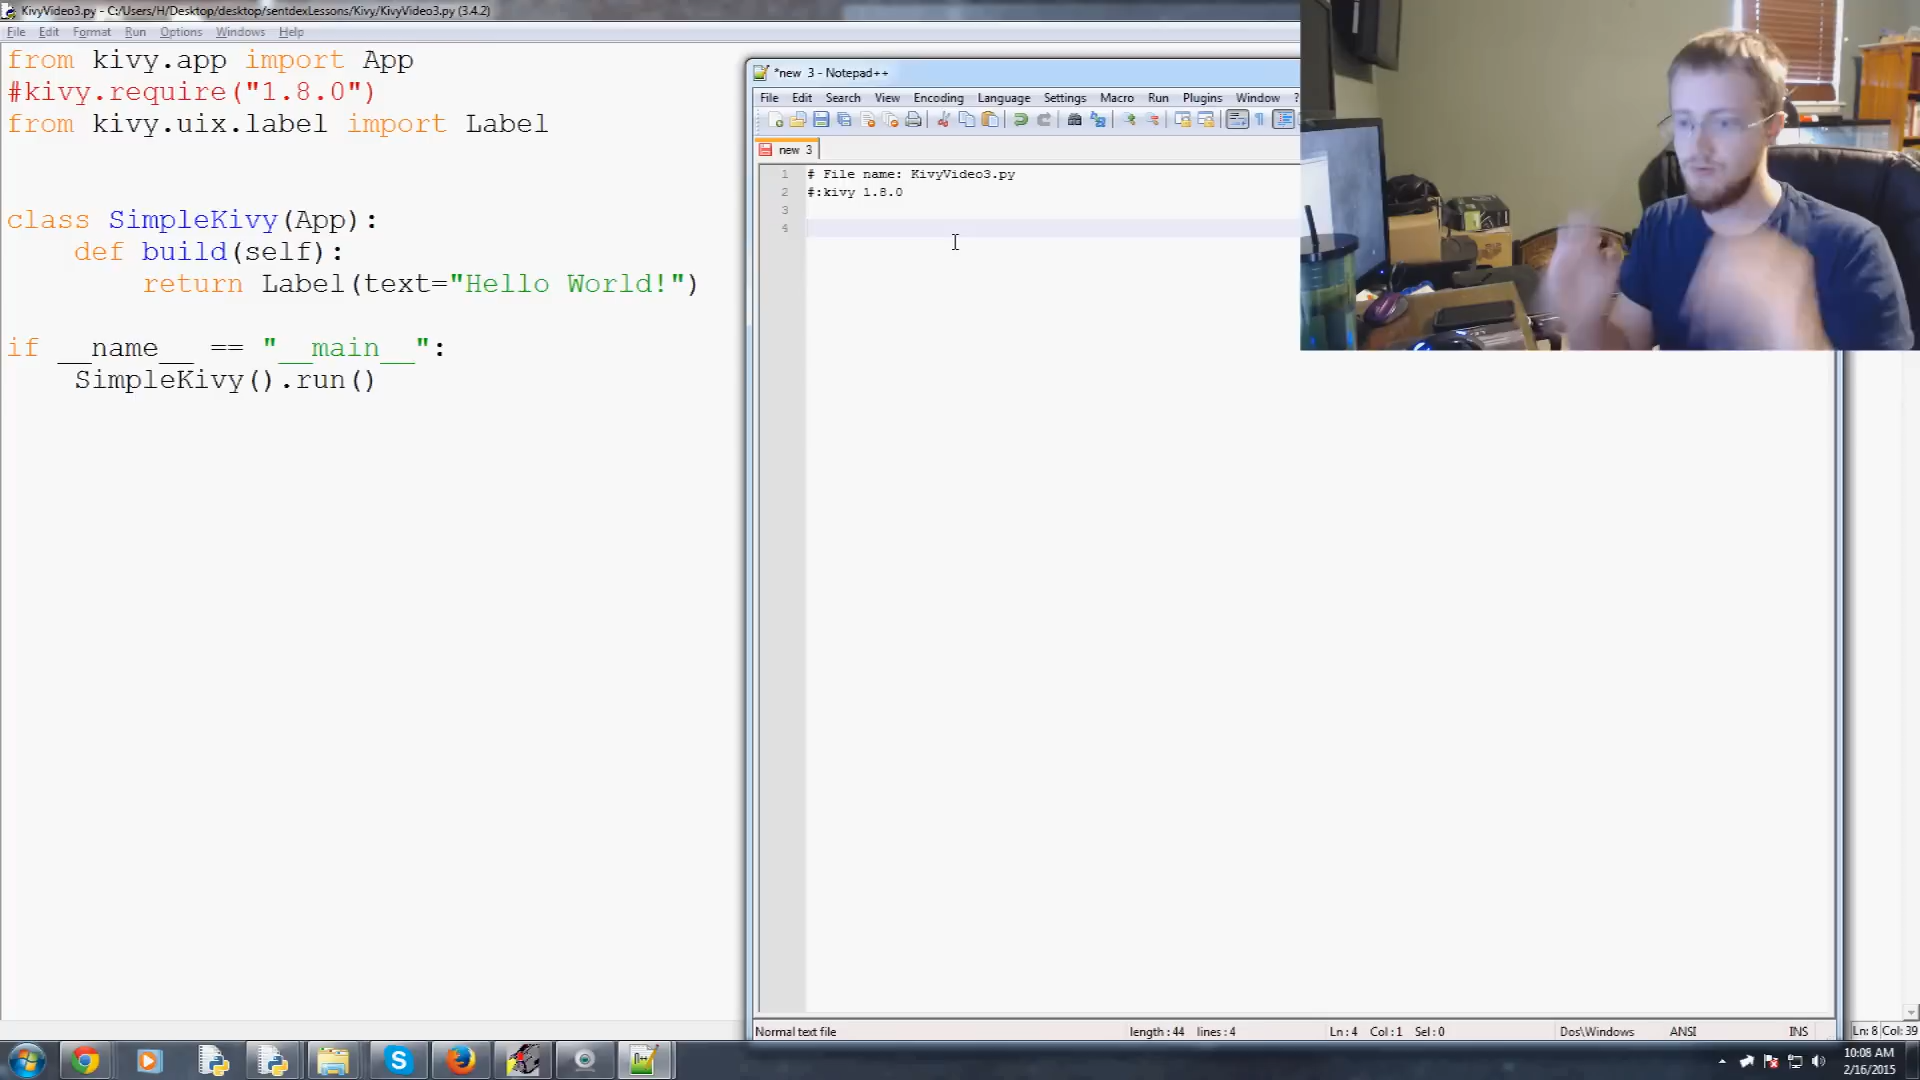 KivyVideo3.py - C:/Users/H/Desktop/desktop/sentdexLessons/Kivy/KivyVideo3.py (3.4.2)
File Edit Format Run Options Windows Help
from kivy.app import App
#kivy.require("1.8.0")
from kivy.uix.label import Label
class SimpleKivy(App):
def build(self):
return Label(text="Hello World!")
if __name__ == "__main__":
SimpleKivy().run()
*new 3 - Notepad++
File Edit Search View Encoding Language Settings Macro Run Plugins Window ?
new 3
1 # File name: KivyVideo3.py
2 #:kivy 1.8.0
3
4
Normal text file length : 44 lines : 4 Ln : 4 Col : 1 Sel : 0 Dos\Windows ANSI INS
Ln: 8 Col: 39
10:08 AM
2/16/2015